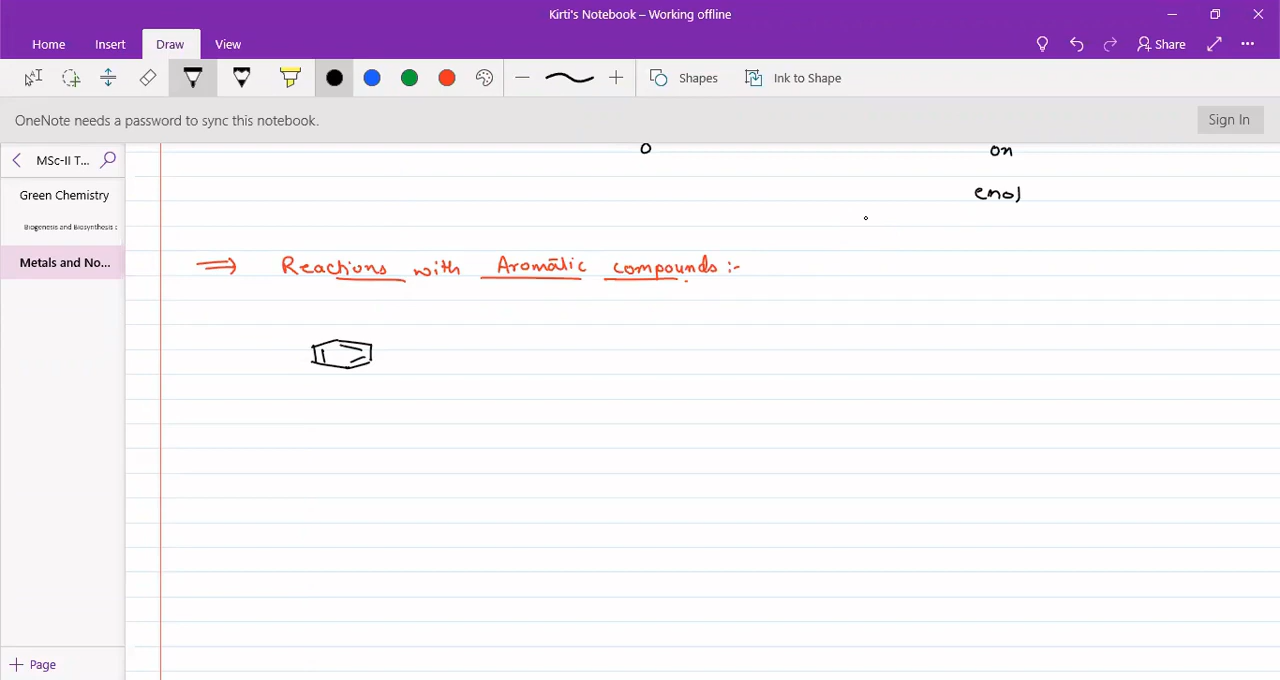 Kirti's Notebook – Working offline
Home Insert Draw View Share
Shapes Ink to Shape
OneNote needs a password to sync this notebook. Sign In
MSc-II T...
Green Chemistry
Biogenesis and Biosynthesis :
Metals and No...
Page
O on
enol
⇒ Reactions with Aromatic compounds :-